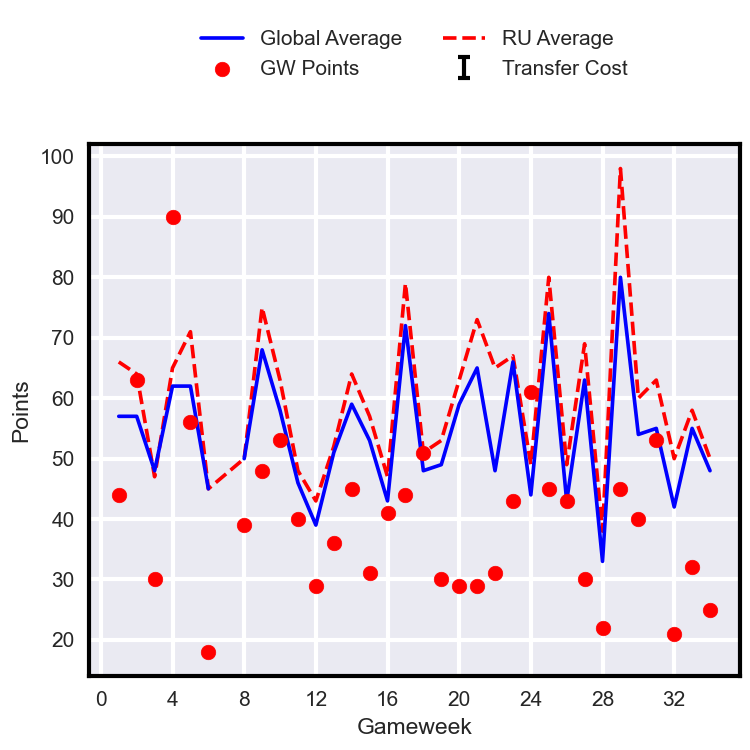 Global Average
RU Average
GW Points
Transfer Cost
100
90
80
70
60
50
40
30
20
Points
0 4 8 12 16 20 24 28 32
Gameweek